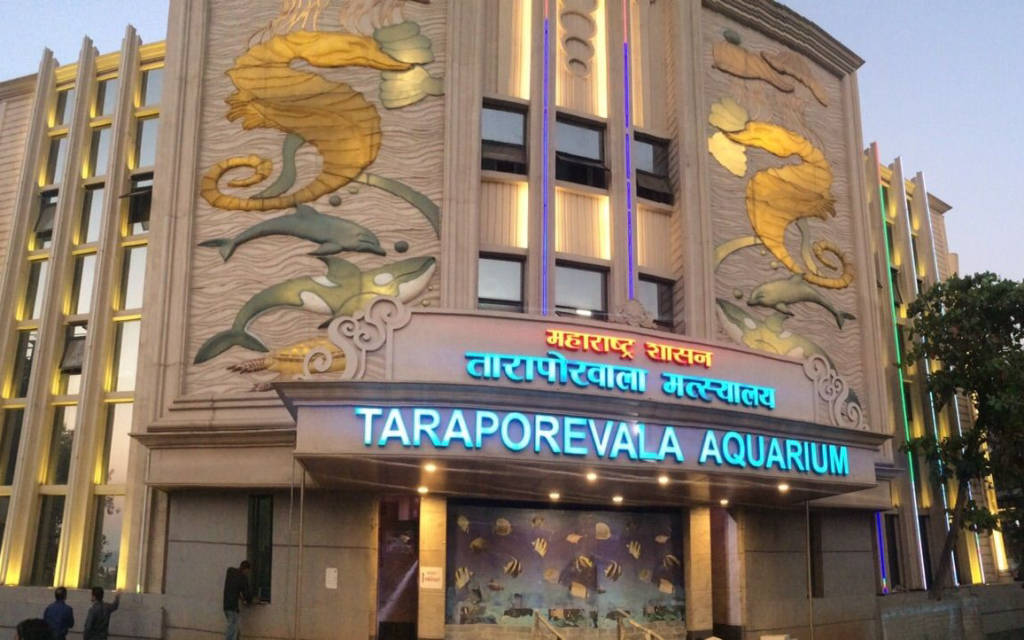 महाराष्ट्र शासन
तारापोरवाला मत्स्यालय
TARAPOREVALA AQUARIUM